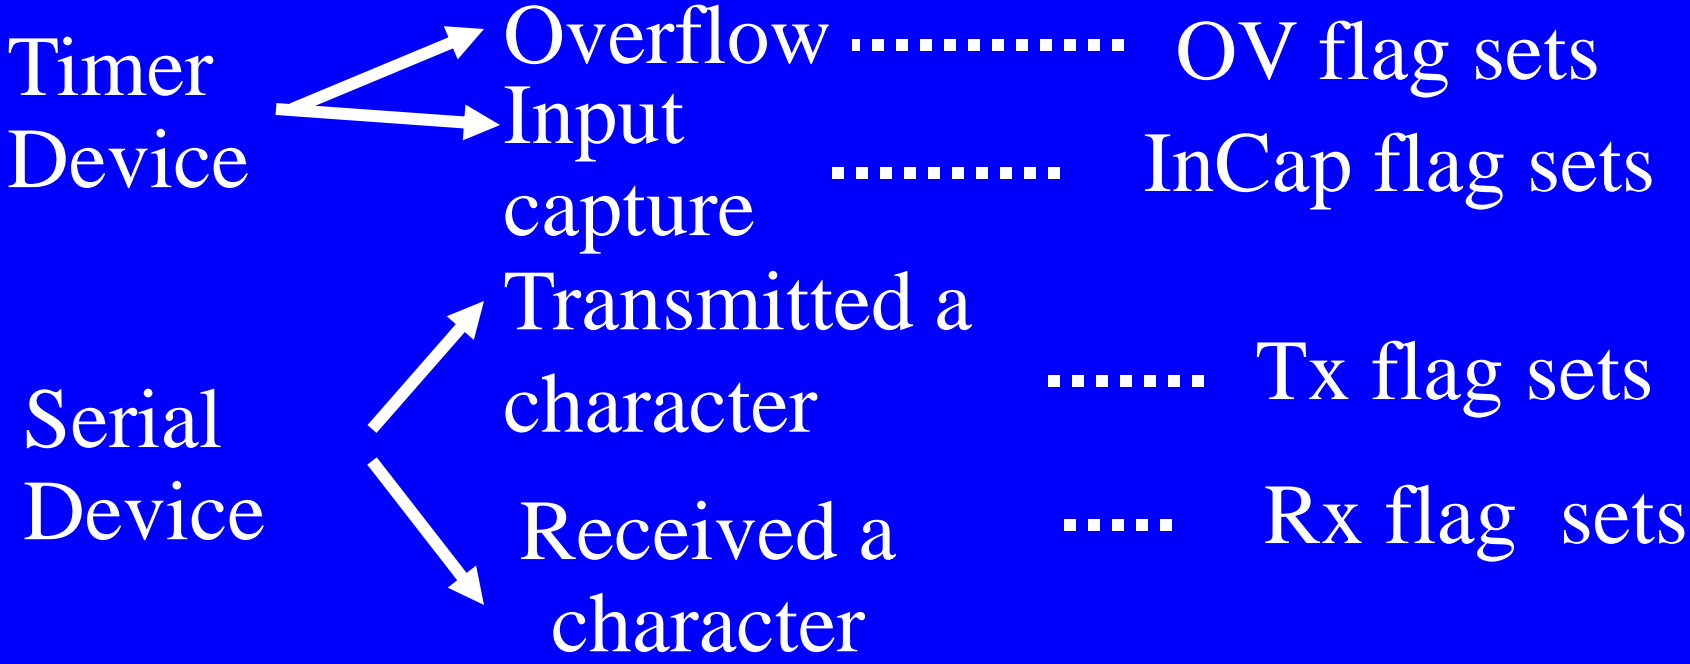 Timer
Device
Overflow
OV flag sets
Input
capture
InCap flag sets
Serial
Device
Transmitted a
character
Tx flag sets
Received a
character
Rx flag sets